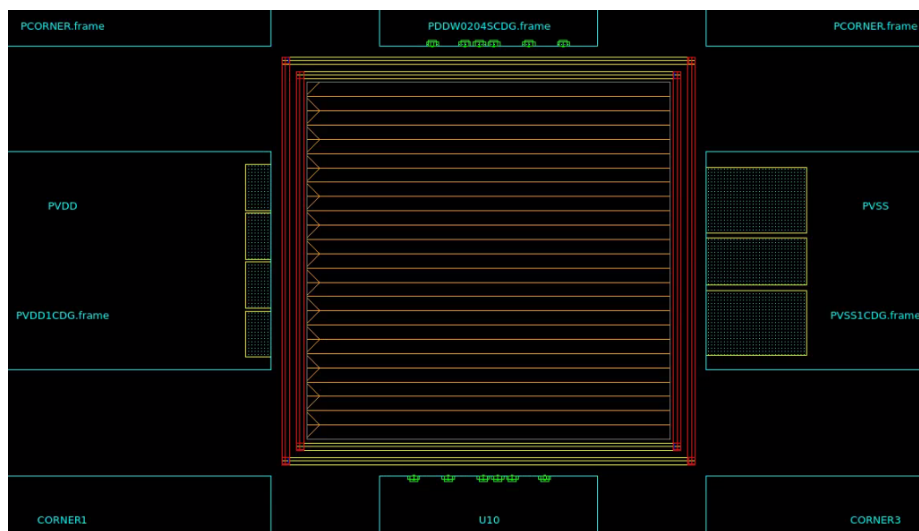 PCORNER.frame
PDDW0204SCDG.frame
PCORNER.frame
PVDD
PVSS
PVDD1CDG.frame
PVSS1CDG.frame
CORNER1
U10
CORNER3